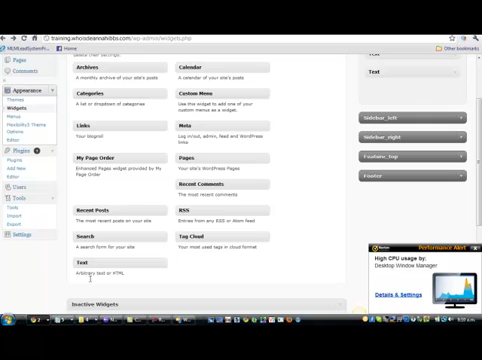 training.whoisdeannahibbs.com/wp-admin/widgets.php
Home
Other bookmarks
Pages
Comments
Appearance
Themes
Widgets
Menus
Options
Editor
Plugins
Plugins
Add New
Editor
Users
Tools
Tools
Import
Export
Settings
Archives
A monthly archive of your site's posts
Calendar
A calendar of your site's posts
Categories
A list or dropdown of categories
Custom Menu
Use this widget to add one of your
custom menus as a widget.
Links
Your blogroll
Meta
Log in/out, admin, feed and WordPress
links
My Page Order
Enhanced Pages widget provided by My
Page Order
Pages
Your site's WordPress Pages
Recent Comments
The most recent comments
Recent Posts
The most recent posts on your site
RSS
Entries from any RSS or Atom feed
Search
A search form for your site
Tag Cloud
Your most used tags in cloud format
Text
Arbitrary text or HTML
Inactive Widgets
Text
Sidebar_left
Sidebar_right
Feature_top
Footer
Norton
Performance Alert
High CPU usage by:
Desktop Window Manager
Details & Settings